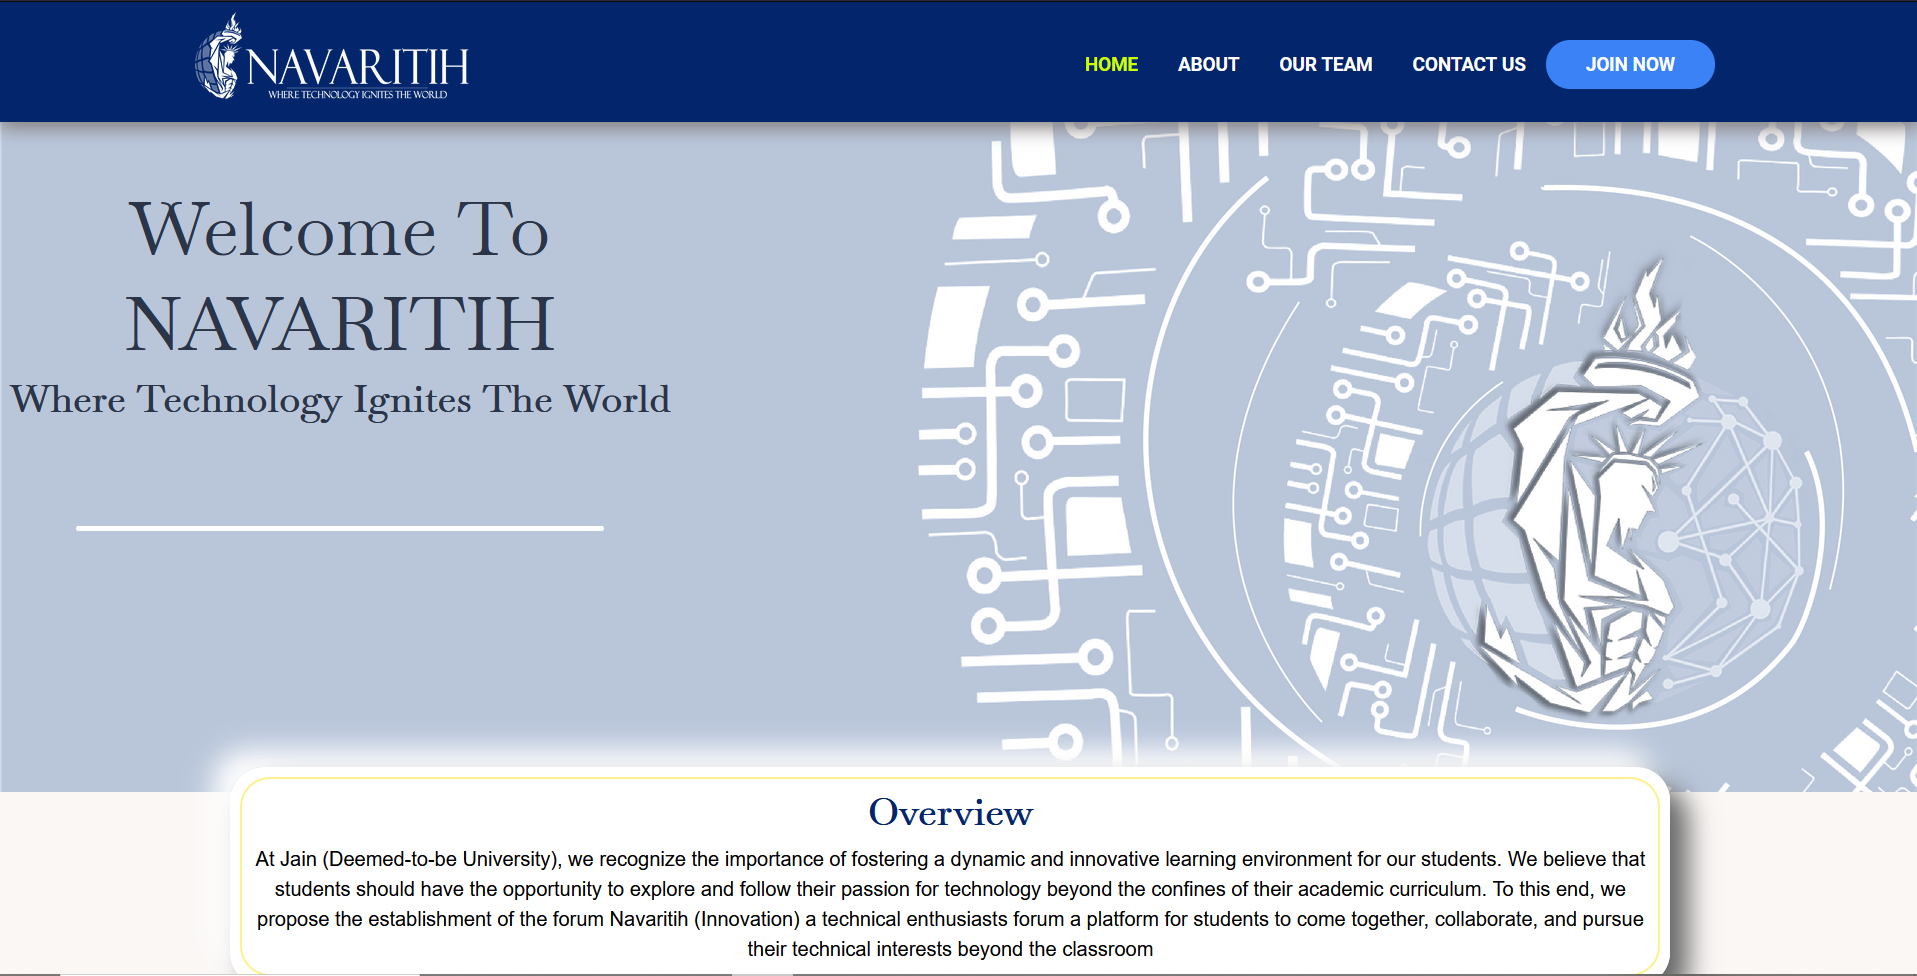 NAVARITIH
WHERE TECHNOLOGY IGNITES THE WORLD
HOME
ABOUT
OUR TEAM
CONTACT US
JOIN NOW
Welcome To
NAVARITIH
Where Technology Ignites The World
Overview
At Jain (Deemed-to-be University), we recognize the importance of fostering a dynamic and innovative learning environment for our students. We believe that
students should have the opportunity to explore and follow their passion for technology beyond the confines of their academic curriculum. To this end, we
propose the establishment of the forum Navaritih (Innovation) a technical enthusiasts forum a platform for students to come together, collaborate, and pursue
their technical interests beyond the classroom